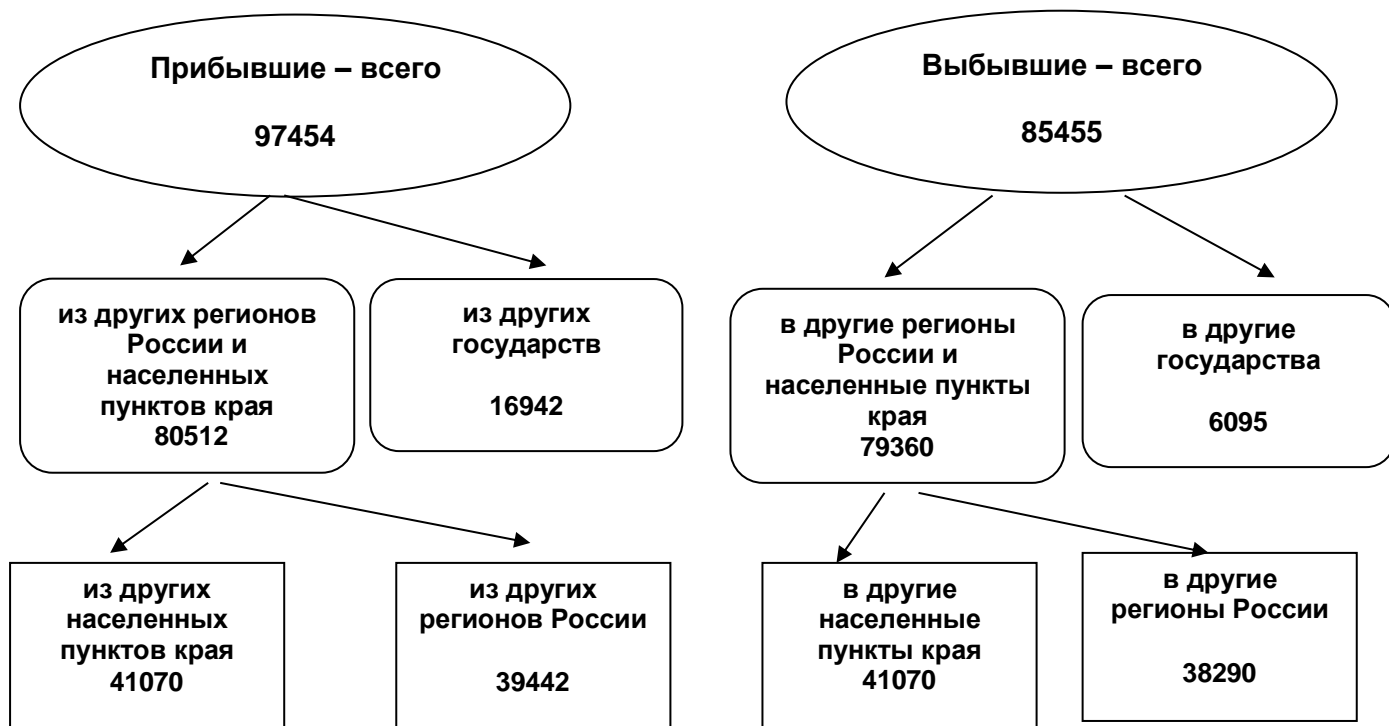 Прибывшие – всего
97454
Выбывшие – всего
85455
из других регионов
России и
населенных
пунктов края
80512
из других
государств
16942
в другие регионы
России и
населенные пункты
края
79360
в другие
государства
6095
из других
населенных
пунктов края
41070
из других
регионов России
39442
в другие
населенные
пункты края
41070
в другие
регионы России
38290